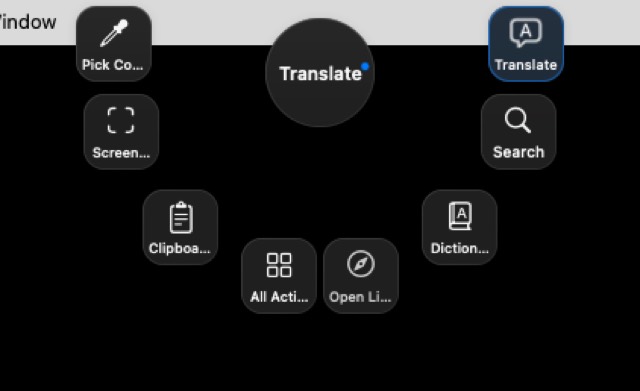 Window
Pick Co...
Translate
Translate
Screen...
Search
Clipboa...
Diction...
All Acti...
Open Li...